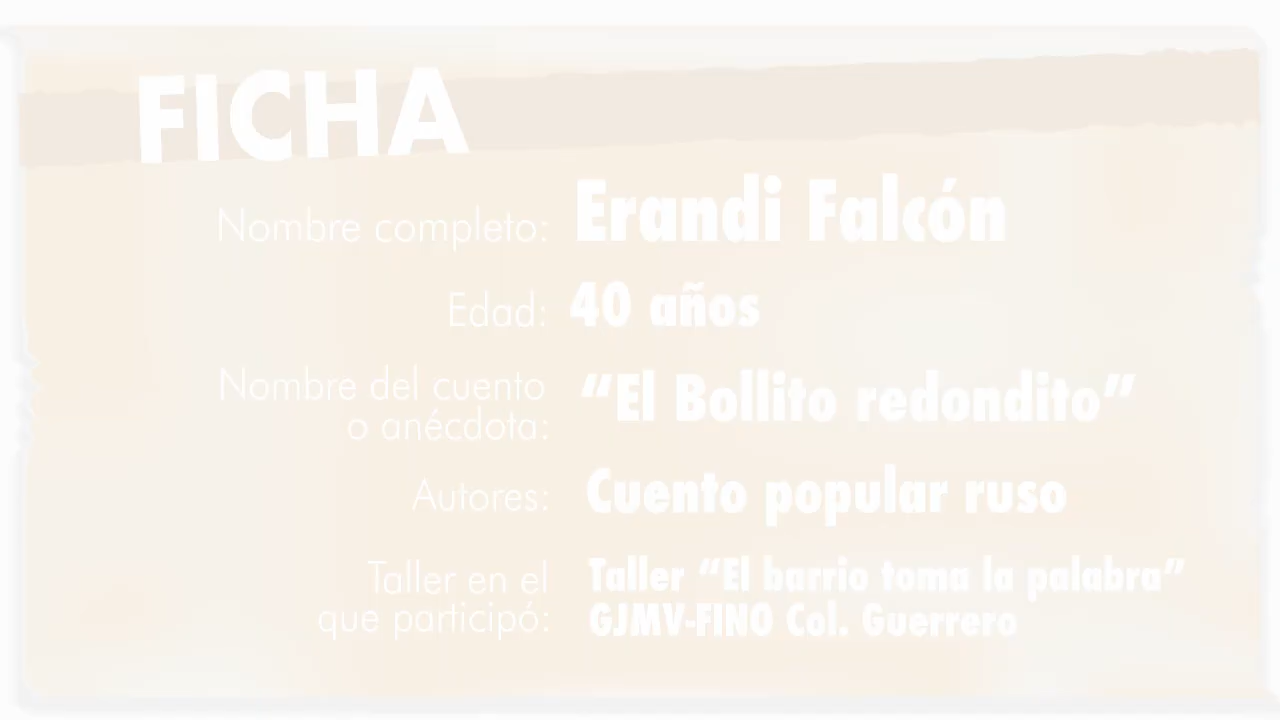 FICHA
Nombre completo: Erandi Falcón
Edad: 40 años
Nombre del cuento
o anécdota: “El Bollito redondito”
Autores: Cuento popular ruso
Taller en el Taller “El barrio toma la palabra”
que participó: GJMV-FINO Col. Guerrero